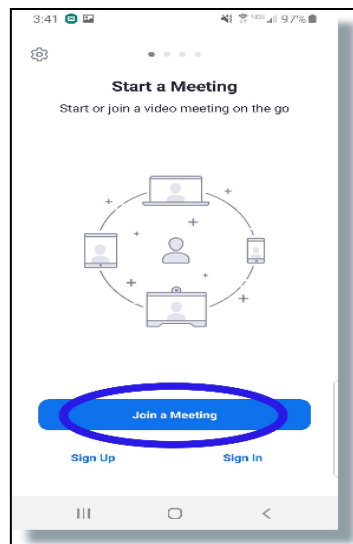 3:41 97%
Start a Meeting
Start or join a video meeting on the go
Join a Meeting
Sign Up Sign In